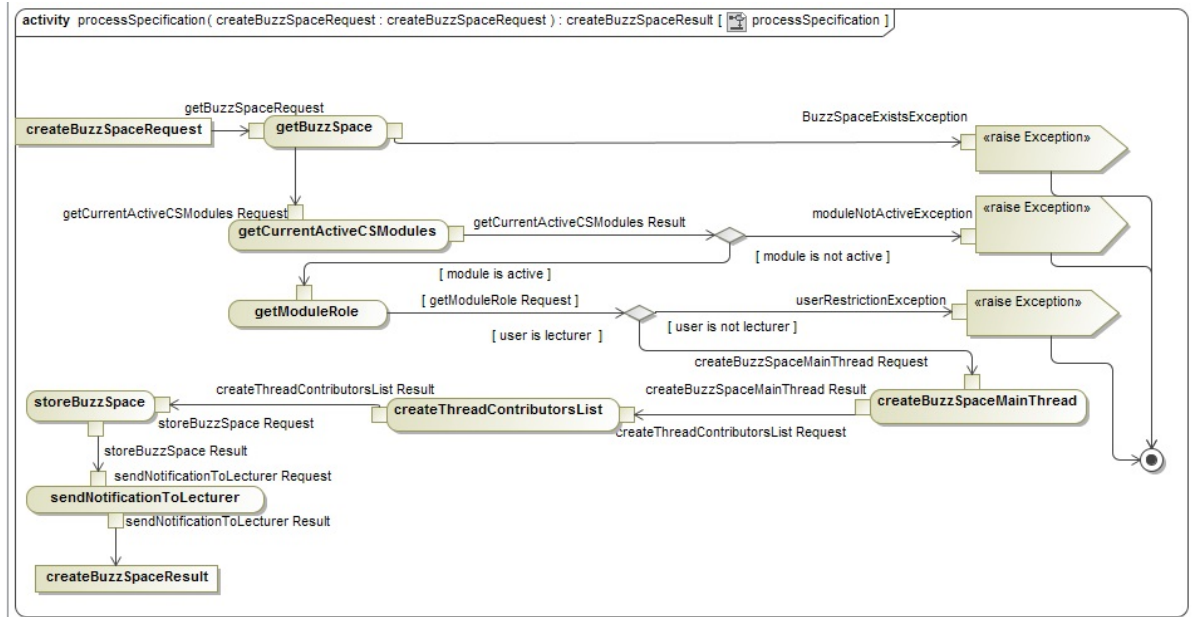 activity processSpecification( createBuzzSpaceRequest : createBuzzSpaceRequest ) : createBuzzSpaceResult [ processSpecification ]
getBuzzSpaceRequest
createBuzzSpaceRequest
getBuzzSpace
BuzzSpaceExistsException
«raise Exception»
getCurrentActiveCSModules Request
getCurrentActiveCSModules
getCurrentActiveCSModules Result
moduleNotActiveException
«raise Exception»
[ module is not active ]
[ module is active ]
getModuleRole
[ getModuleRole Request ]
userRestrictionException
«raise Exception»
[ user is lecturer ]
[ user is not lecturer ]
createBuzzSpaceMainThread Request
createThreadContributorsList Result
createBuzzSpaceMainThread Result
storeBuzzSpace
createThreadContributorsList
createBuzzSpaceMainThread
storeBuzzSpace Request
createThreadContributorsList Request
storeBuzzSpace Result
sendNotificationToLecturer Request
sendNotificationToLecturer
sendNotificationToLecturer Result
createBuzzSpaceResult